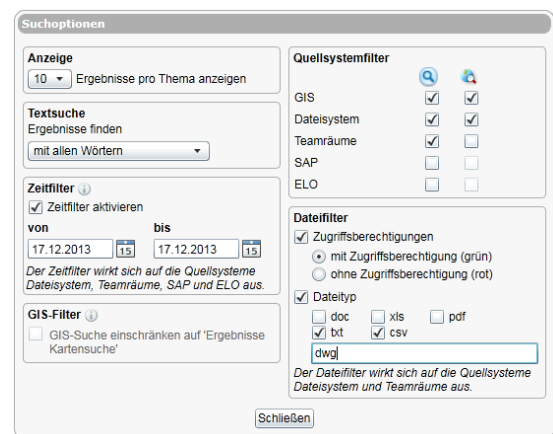 Suchoptionen
Anzeige
10 Ergebnisse pro Thema anzeigen
Textsuche
Ergebnisse finden
mit allen Wörtern
Zeitfilter
Zeitfilter aktivieren
von bis
17.12.2013 15 17.12.2013 15
Der Zeitfilter wirkt sich auf die Quellsysteme
Dateisystem, Teamräume, SAP und ELO aus.
GIS-Filter
GIS-Suche einschränken auf 'Ergebnisse
Kartensuche'
Quellsystemfilter
GIS
Dateisystem
Teamräume
SAP
ELO
Dateifilter
Zugriffsberechtigungen
mit Zugriffsberechtigung (grün)
ohne Zugriffsberechtigung (rot)
Dateityp
doc xls pdf
txt csv
dwg
Der Dateifilter wirkt sich auf die Quellsysteme
Dateisystem und Teamräume aus.
Schließen